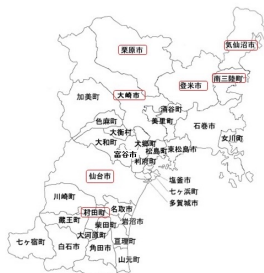 気仙沼市
栗原市
南三陸町
登米市
大崎市
加美町
涌谷町
色麻町
美里町
石巻市
大衡村
女川町
大和町
大郷町
松島町
東松島市
富谷市
利府町
仙台市
塩釜市
七ヶ浜町
多賀城市
川崎町
村田町
名取市
蔵王町
柴田町
岩沼市
大河原町
七ヶ宿町
亘理町
白石市
角田市
山元町